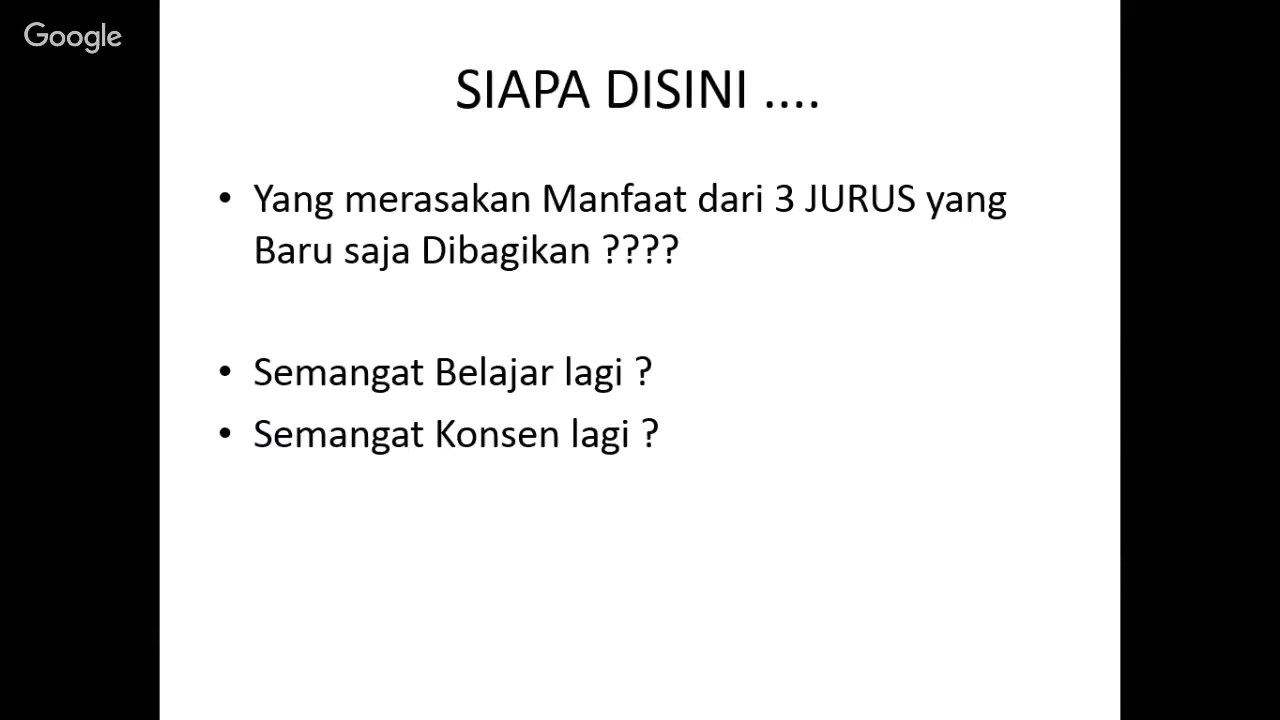 Google
SIAPA DISINI ....
• Yang merasakan Manfaat dari 3 JURUS yang
Baru saja Dibagikan ????
• Semangat Belajar lagi ?
• Semangat Konsen lagi ?